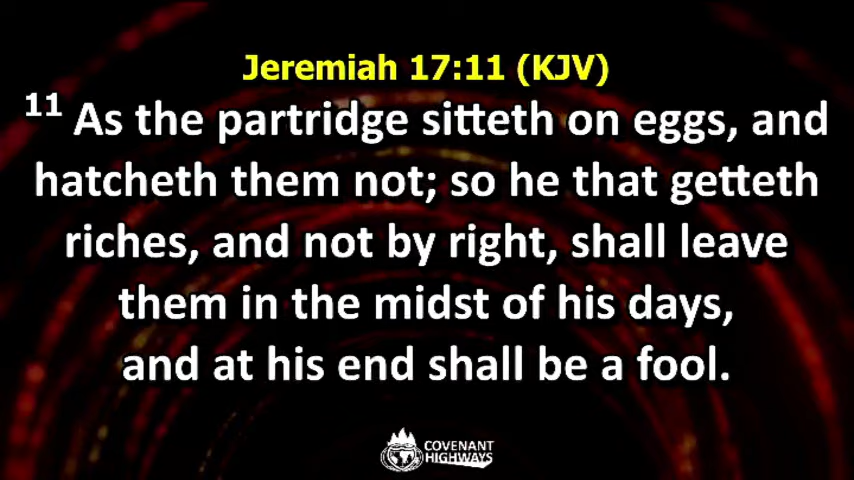 Jeremiah 17:11 (KJV)
11 As the partridge sitteth on eggs, and
hatcheth them not; so he that getteth
riches, and not by right, shall leave
them in the midst of his days,
and at his end shall be a fool.
COVENANT
HIGHWAYS